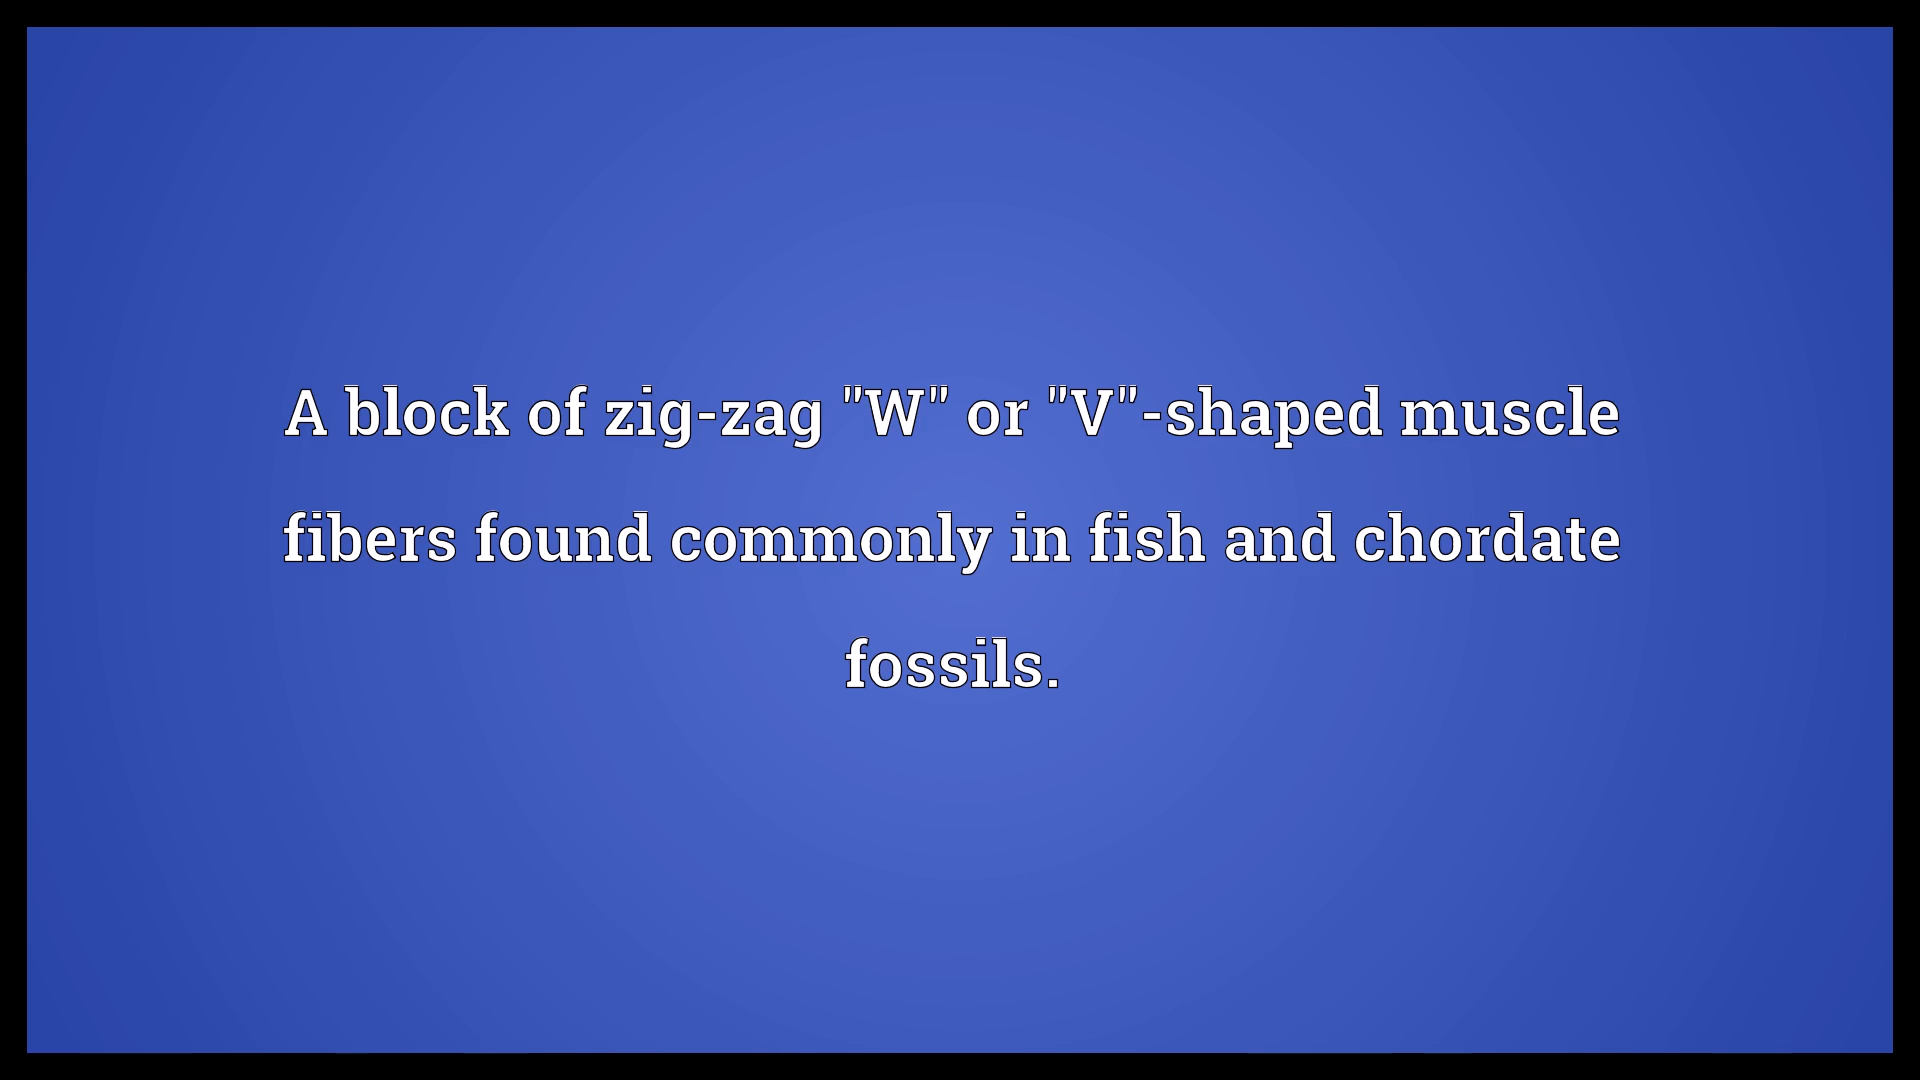 A block of zig-zag "W" or "V"-shaped muscle
fibers found commonly in fish and chordate
fossils.